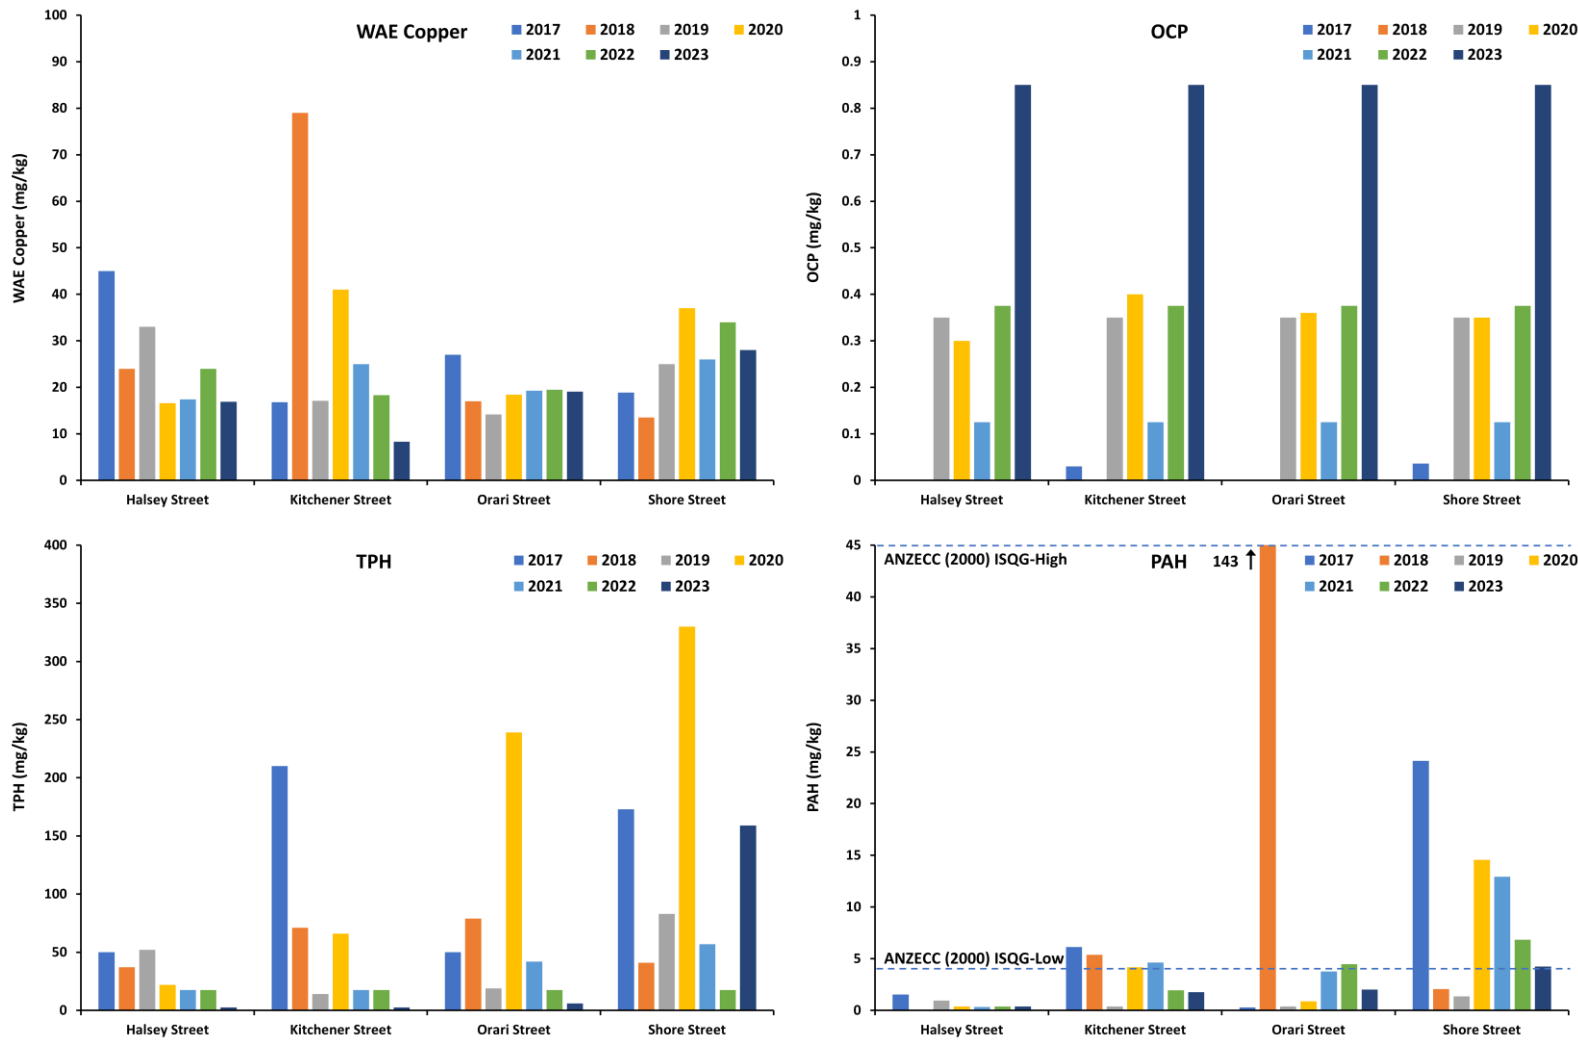 WAE Copper
2017 2018 2019 2020
2021 2022 2023
WAE Copper (mg/kg)
100
90
80
70
60
50
40
30
20
10
0
Halsey Street Kitchener Street Orari Street Shore Street
OCP
2017 2018 2019 2020
2021 2022 2023
OCP (mg/kg)
1
0.9
0.8
0.7
0.6
0.5
0.4
0.3
0.2
0.1
0
Halsey Street Kitchener Street Orari Street Shore Street
TPH
2017 2018 2019 2020
2021 2022 2023
TPH (mg/kg)
400
350
300
250
200
150
100
50
0
Halsey Street Kitchener Street Orari Street Shore Street
ANZECC (2000) ISQG-High
PAH
143
2017 2018 2019 2020
2021 2022 2023
PAH (mg/kg)
45
40
35
30
25
20
15
10
5
0
ANZECC (2000) ISQG-Low
Halsey Street Kitchener Street Orari Street Shore Street